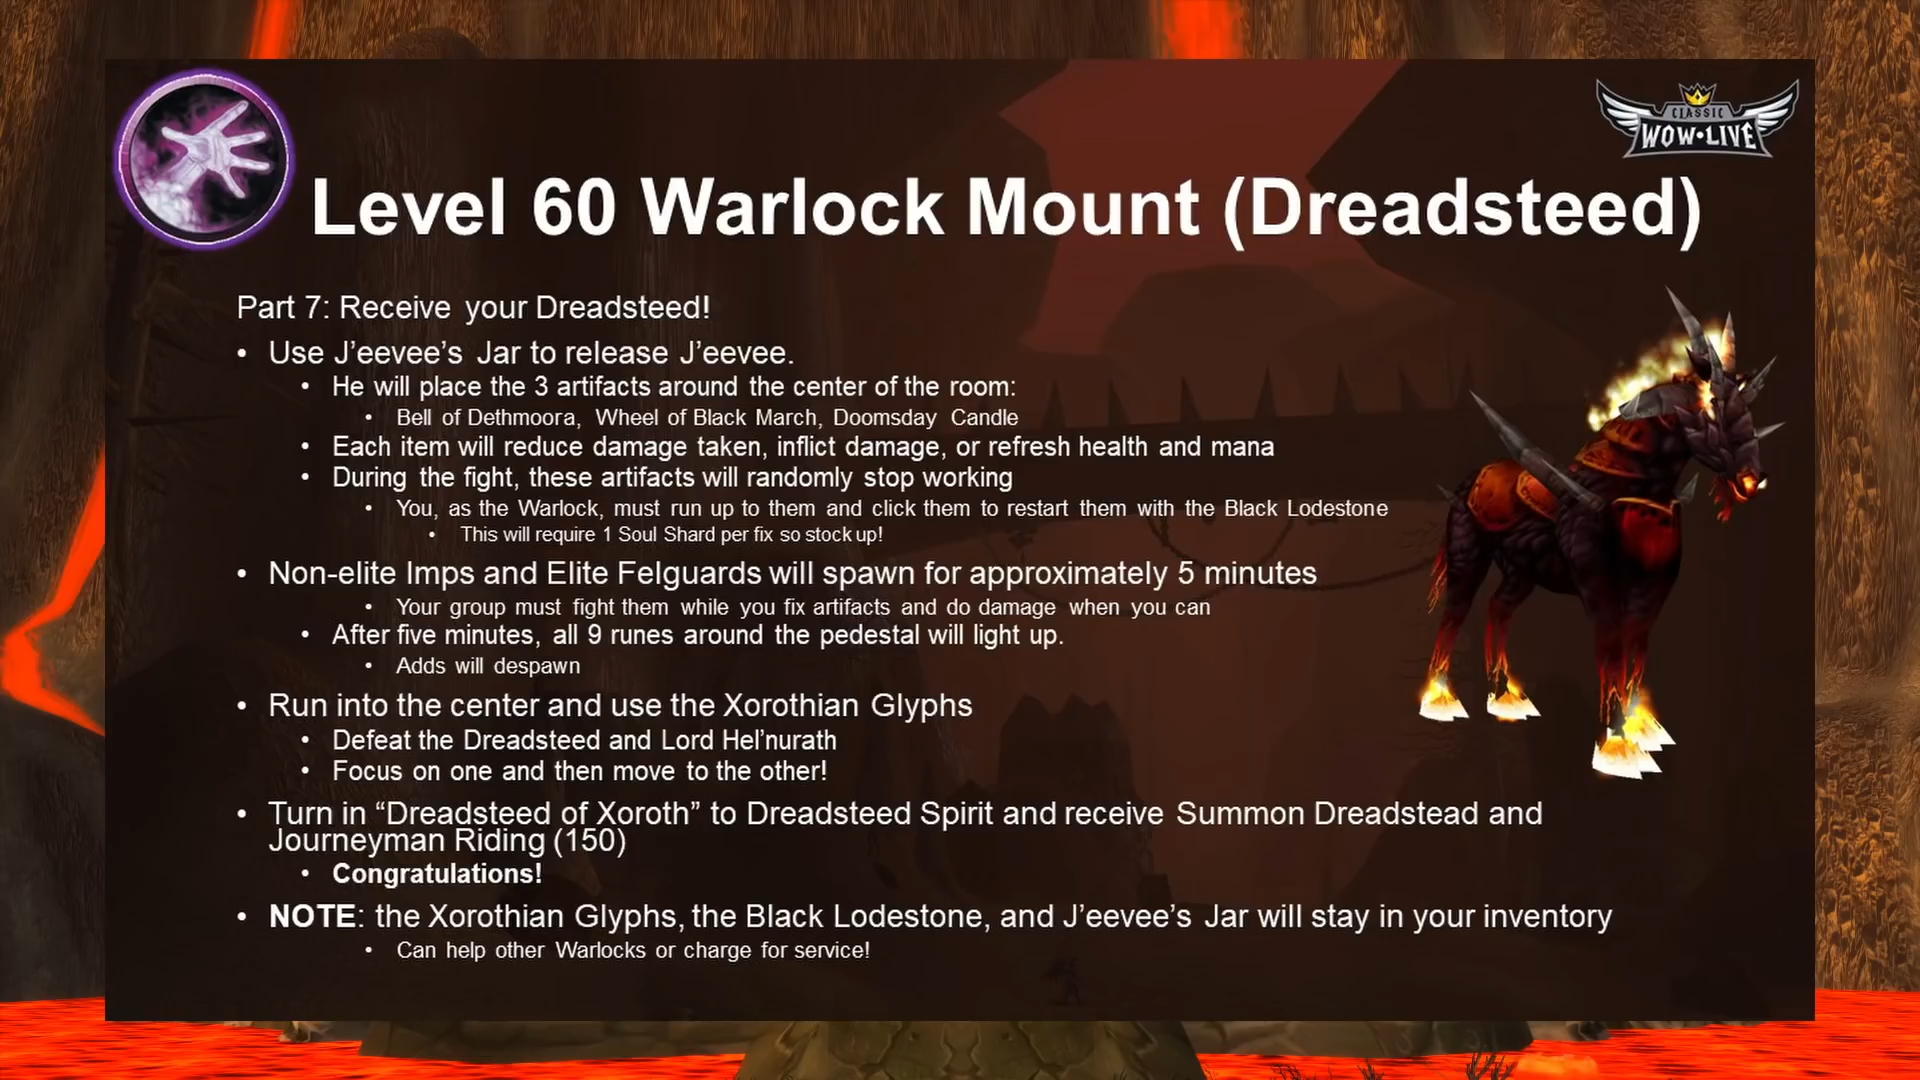 CLASSIC
WOW•LIVE
Level 60 Warlock Mount (Dreadsteed)
Part 7: Receive your Dreadsteed!
• Use J’eevee’s Jar to release J’eevee.
• He will place the 3 artifacts around the center of the room:
• Bell of Dethmoora, Wheel of Black March, Doomsday Candle
• Each item will reduce damage taken, inflict damage, or refresh health and mana
• During the fight, these artifacts will randomly stop working
• You, as the Warlock, must run up to them and click them to restart them with the Black Lodestone
• This will require 1 Soul Shard per fix so stock up!
• Non-elite Imps and Elite Felguards will spawn for approximately 5 minutes
• Your group must fight them while you fix artifacts and do damage when you can
• After five minutes, all 9 runes around the pedestal will light up.
• Adds will despawn
• Run into the center and use the Xorothian Glyphs
• Defeat the Dreadsteed and Lord Hel’nurath
• Focus on one and then move to the other!
• Turn in “Dreadsteed of Xoroth” to Dreadsteed Spirit and receive Summon Dreadstead and
Journeyman Riding (150)
• Congratulations!
• NOTE: the Xorothian Glyphs, the Black Lodestone, and J’eevee’s Jar will stay in your inventory
• Can help other Warlocks or charge for service!